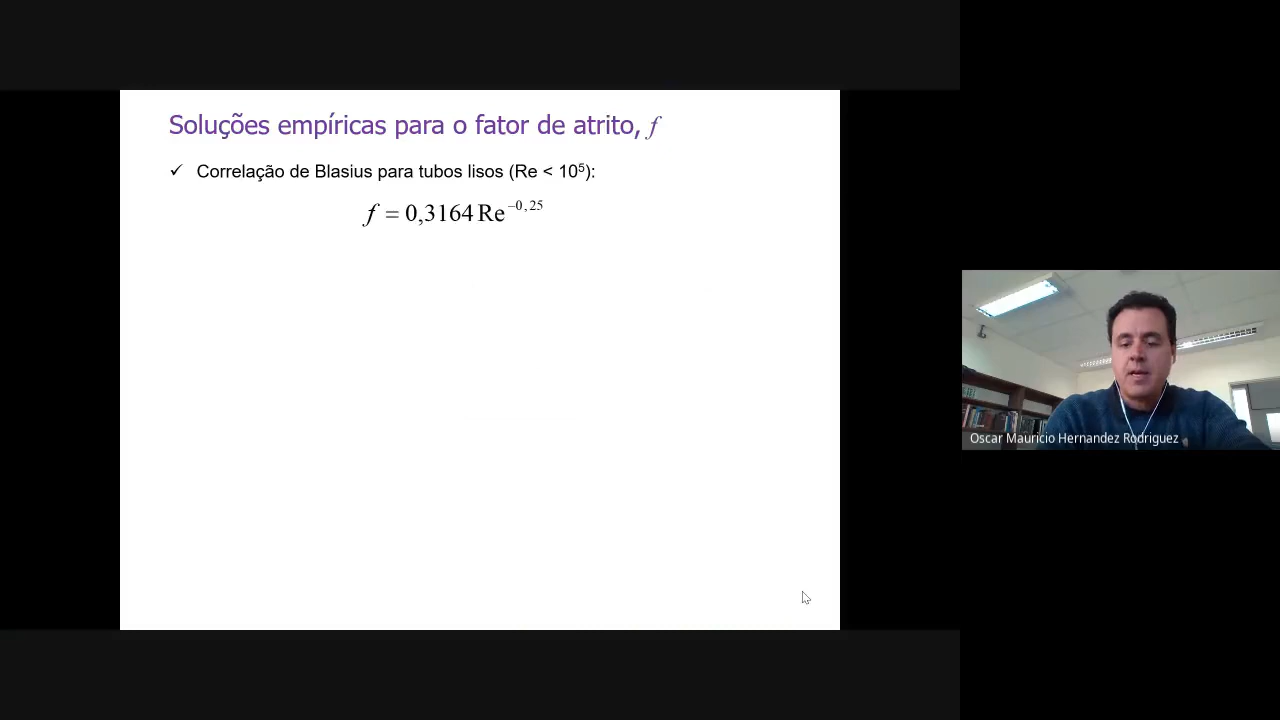 Soluções empíricas para o fator de atrito, f
✓ Correlação de Blasius para tubos lisos (Re < 10⁵):
f = 0,3164 Re⁻⁰,²⁵
Oscar Mauricio Hernandez Rodriguez